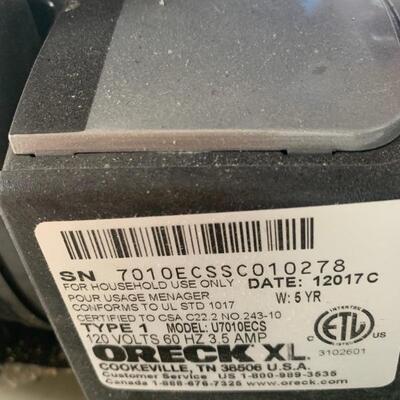 SN 7010ECSSC010278
FOR HOUSEHOLD USE ONLY DATE: 12017C
POUR USAGE MENAGER W: 5 YR
CONFORMS TO UL STD 1017
CERTIFIED TO CSA C22.2 NO.243-10
TYPE 1 MODEL: U7010ECS
120 VOLTS 60 HZ 3.5 AMP
ORECK XL
COOKEVILLE, TN 38506 U.S.A.
Customer Service US 1-800-989-3535
Canada 1-888-676-7325 www.oreck.com
INTERTEK
C ETL US
LISTED
3102601